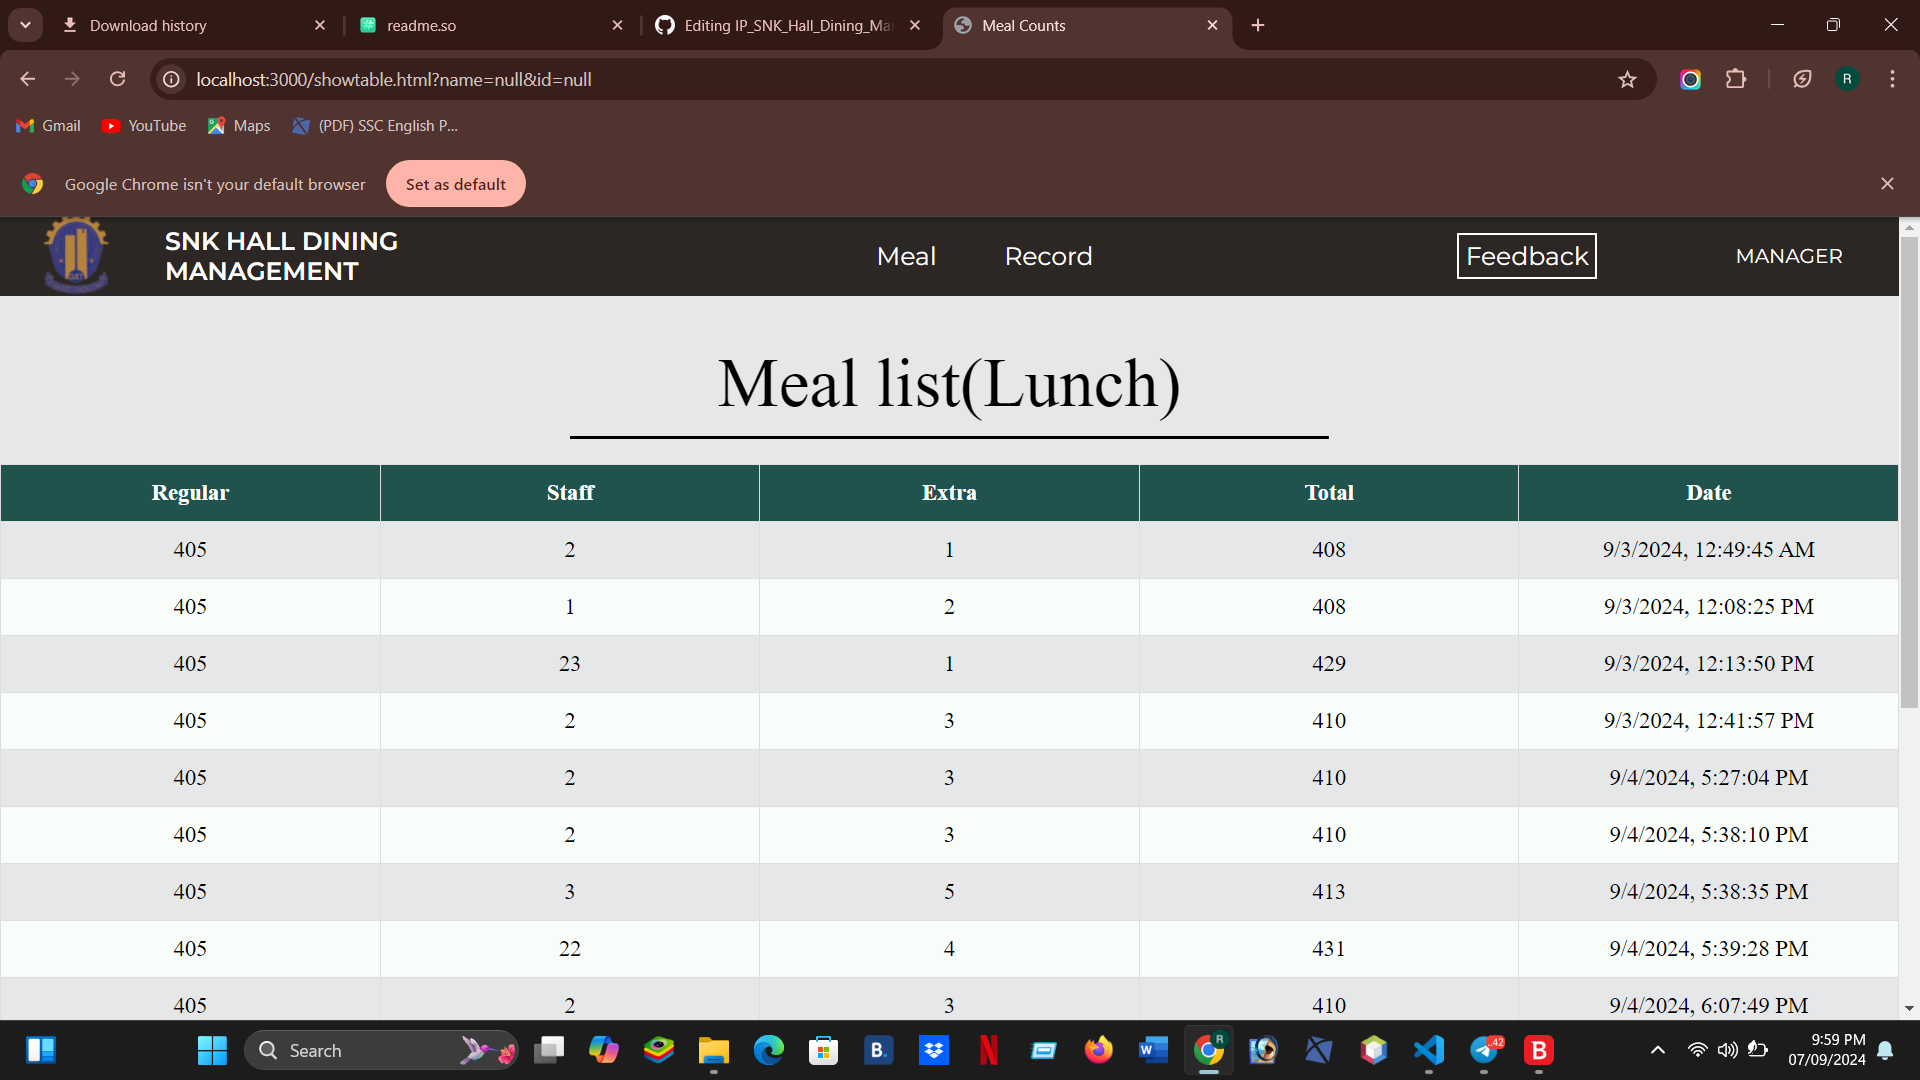 Download history
readme.so
Editing IP_SNK_Hall_Dining_Ma
Meal Counts
localhost:3000/showtable.html?name=null&id=null
R
Gmail
YouTube
Maps
(PDF) SSC English P...
Google Chrome isn't your default browser
Set as default
SNK HALL DINING
MANAGEMENT
Meal
Record
Feedback
MANAGER
Meal list(Lunch)
Regular Staff Extra Total Date
405 2 1 408 9/3/2024, 12:49:45 AM
405 1 2 408 9/3/2024, 12:08:25 PM
405 23 1 429 9/3/2024, 12:13:50 PM
405 2 3 410 9/3/2024, 12:41:57 PM
405 2 3 410 9/4/2024, 5:27:04 PM
405 2 3 410 9/4/2024, 5:38:10 PM
405 3 5 413 9/4/2024, 5:38:35 PM
405 22 4 431 9/4/2024, 5:39:28 PM
405 2 3 410 9/4/2024, 6:07:49 PM
Search
B.
N
W
R
42
B
9:59 PM
07/09/2024